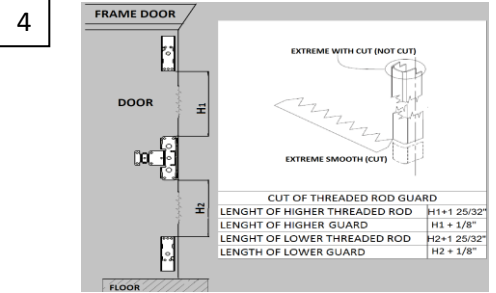 4
FRAME DOOR
DOOR
H1
H2
FLOOR
EXTREME WITH CUT (NOT CUT)
EXTREME SMOOTH (CUT)
CUT OF THREADED ROD GUARD
LENGHT OF HIGHER THREADED ROD H1+1 25/32"
LENGHT OF HIGHER GUARD H1 + 1/8"
LENGHT OF LOWER THREADED ROD H2+1 25/32"
LENGTH OF LOWER GUARD H2 + 1/8"